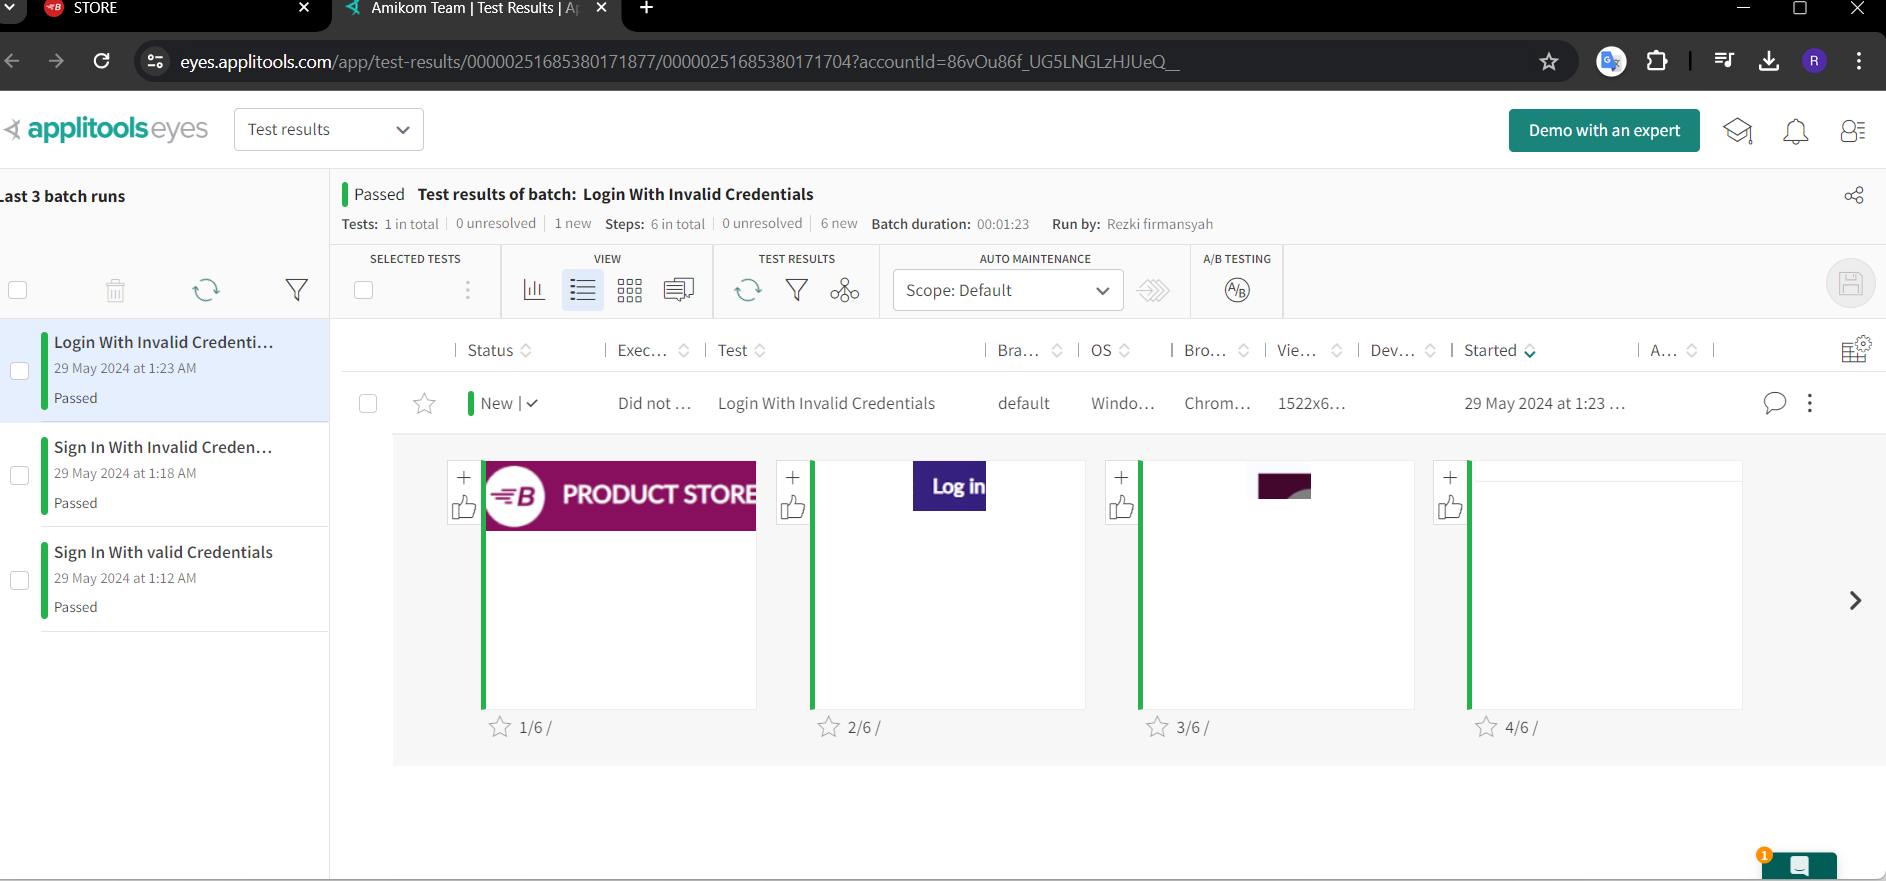 STORE
Amikom Team | Test Results | Ap
eyes.applitools.com/app/test-results/00000251685380171877/00000251685380171704?accountId=86vOu86f_UG5LNGLzHJUeQ__
R
applitools eyes
Test results
Demo with an expert
Last 3 batch runs
Passed Test results of batch: Login With Invalid Credentials
Tests: 1 in total 0 unresolved 1 new Steps: 6 in total 0 unresolved 6 new Batch duration: 00:01:23 Run by: Rezki firmansyah
SELECTED TESTS VIEW TEST RESULTS AUTO MAINTENANCE A/B TESTING
Scope: Default
A/B
Login With Invalid Credenti...
29 May 2024 at 1:23 AM
Passed
Sign In With Invalid Creden...
29 May 2024 at 1:18 AM
Passed
Sign In With valid Credentials
29 May 2024 at 1:12 AM
Passed
Status Exec... Test Bra... OS Bro... Vie... Dev... Started A...
New | Did not ... Login With Invalid Credentials default Windo... Chrom... 1522x6... 29 May 2024 at 1:23 ...
B PRODUCT STORE
Log in
1/6 / 2/6 / 3/6 / 4/6 /
1